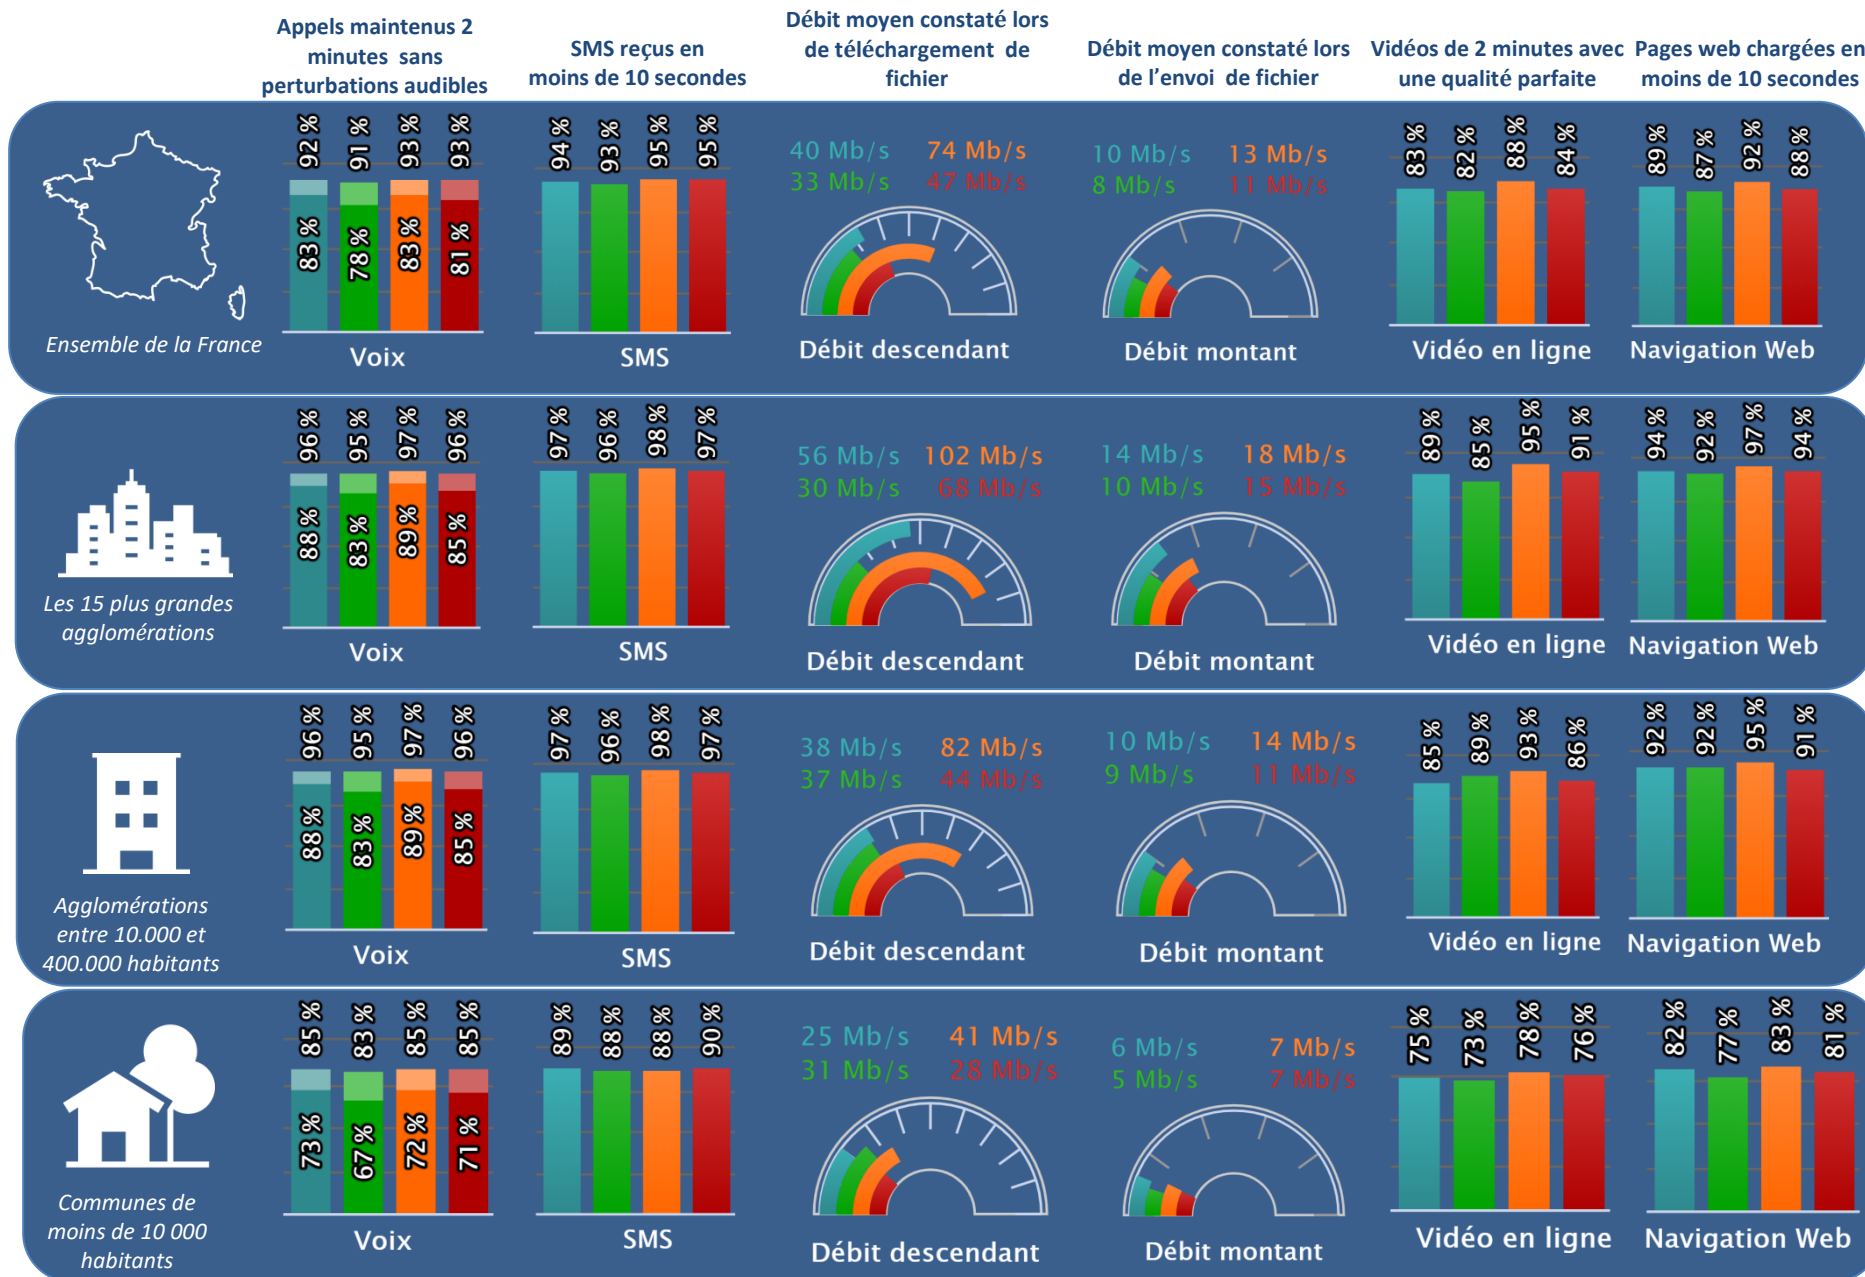 Appels maintenus 2
minutes sans
perturbations audibles
SMS reçus en
moins de 10 secondes
Débit moyen constaté lors
de téléchargement de
fichier
Débit moyen constaté lors
de l'envoi de fichier
Vidéos de 2 minutes avec
une qualité parfaite
Pages web chargées en
moins de 10 secondes
Ensemble de la France
92 % 91 % 93 % 93 %
83 % 78 % 83 % 81 %
Voix
94 % 93 % 95 % 95 %
SMS
40 Mb/s 74 Mb/s
33 Mb/s 47 Mb/s
Débit descendant
10 Mb/s 13 Mb/s
8 Mb/s 11 Mb/s
Débit montant
83 % 82 % 88 % 84 %
Vidéo en ligne
89 % 87 % 92 % 88 %
Navigation Web
Les 15 plus grandes
agglomérations
96 % 95 % 97 % 96 %
88 % 83 % 89 % 85 %
Voix
97 % 96 % 98 % 97 %
SMS
56 Mb/s 102 Mb/s
30 Mb/s 68 Mb/s
Débit descendant
14 Mb/s 18 Mb/s
10 Mb/s 15 Mb/s
Débit montant
89 % 85 % 95 % 91 %
Vidéo en ligne
94 % 92 % 97 % 94 %
Navigation Web
Agglomérations
entre 10.000 et
400.000 habitants
96 % 95 % 97 % 96 %
88 % 83 % 89 % 85 %
Voix
97 % 96 % 98 % 97 %
SMS
38 Mb/s 82 Mb/s
37 Mb/s 44 Mb/s
Débit descendant
10 Mb/s 14 Mb/s
9 Mb/s 11 Mb/s
Débit montant
85 % 89 % 93 % 86 %
Vidéo en ligne
92 % 92 % 95 % 91 %
Navigation Web
Communes de
moins de 10 000
habitants
85 % 83 % 85 % 85 %
73 % 67 % 72 % 71 %
Voix
89 % 88 % 88 % 90 %
SMS
25 Mb/s 41 Mb/s
31 Mb/s 28 Mb/s
Débit descendant
6 Mb/s 7 Mb/s
5 Mb/s 7 Mb/s
Débit montant
75 % 73 % 78 % 76 %
Vidéo en ligne
82 % 77 % 83 % 81 %
Navigation Web